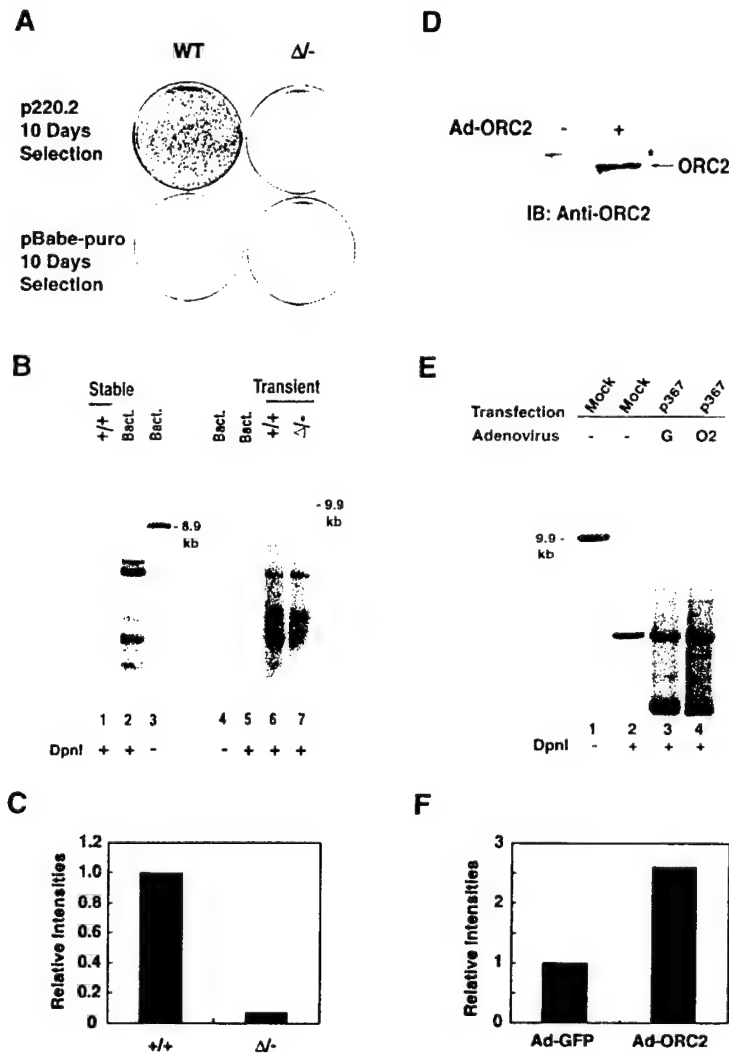 A
WT Δ/-
p220.2
10 Days
Selection
pBabe-puro
10 Days
Selection
B
Stable Transient
+/+ Bact. Bact. Bact. Bact. +/+ Δ/-
- 8.9
kb
- 9.9
kb
1 2 3 4 5 6 7
DpnI + + - - + + +
C
Relative Intensities
1.2
1.0
0.8
0.6
0.4
0.2
0
+/+ Δ/-
D
Ad-ORC2 - +
*
ORC2
IB: Anti-ORC2
E
Transfection Mock Mock p367 p367
Adenovirus - - G O2
9.9 -
kb
1 2 3 4
DpnI - + + +
F
Relative Intensities
3
2
1
0
Ad-GFP Ad-ORC2